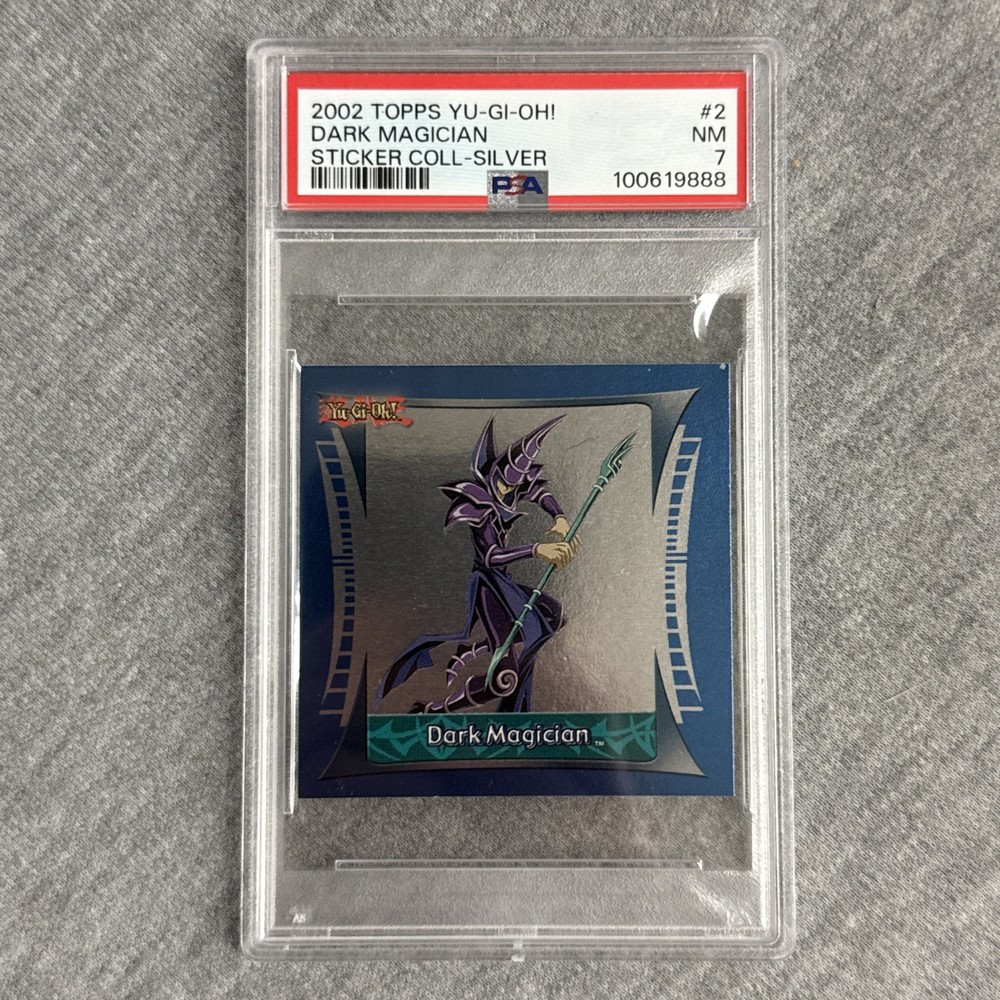 2002 TOPPS YU-GI-OH! #2
DARK MAGICIAN NM
STICKER COLL-SILVER 7
PSA 100619888
Yu-Gi-Oh!
Dark Magician™